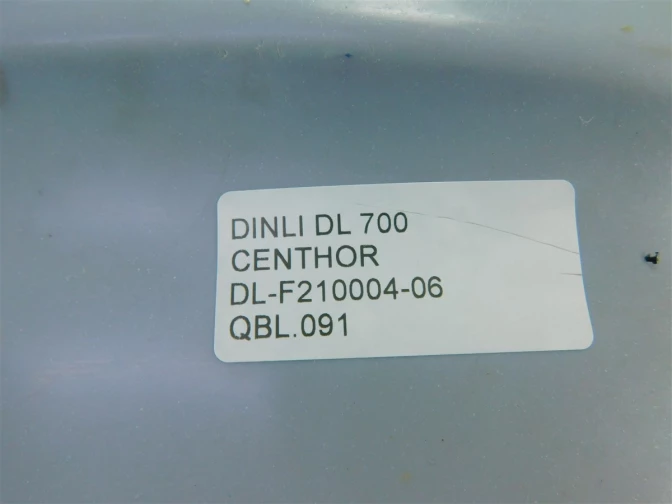 DINLI DL 700
CENTHOR
DL-F210004-06
QBL.091